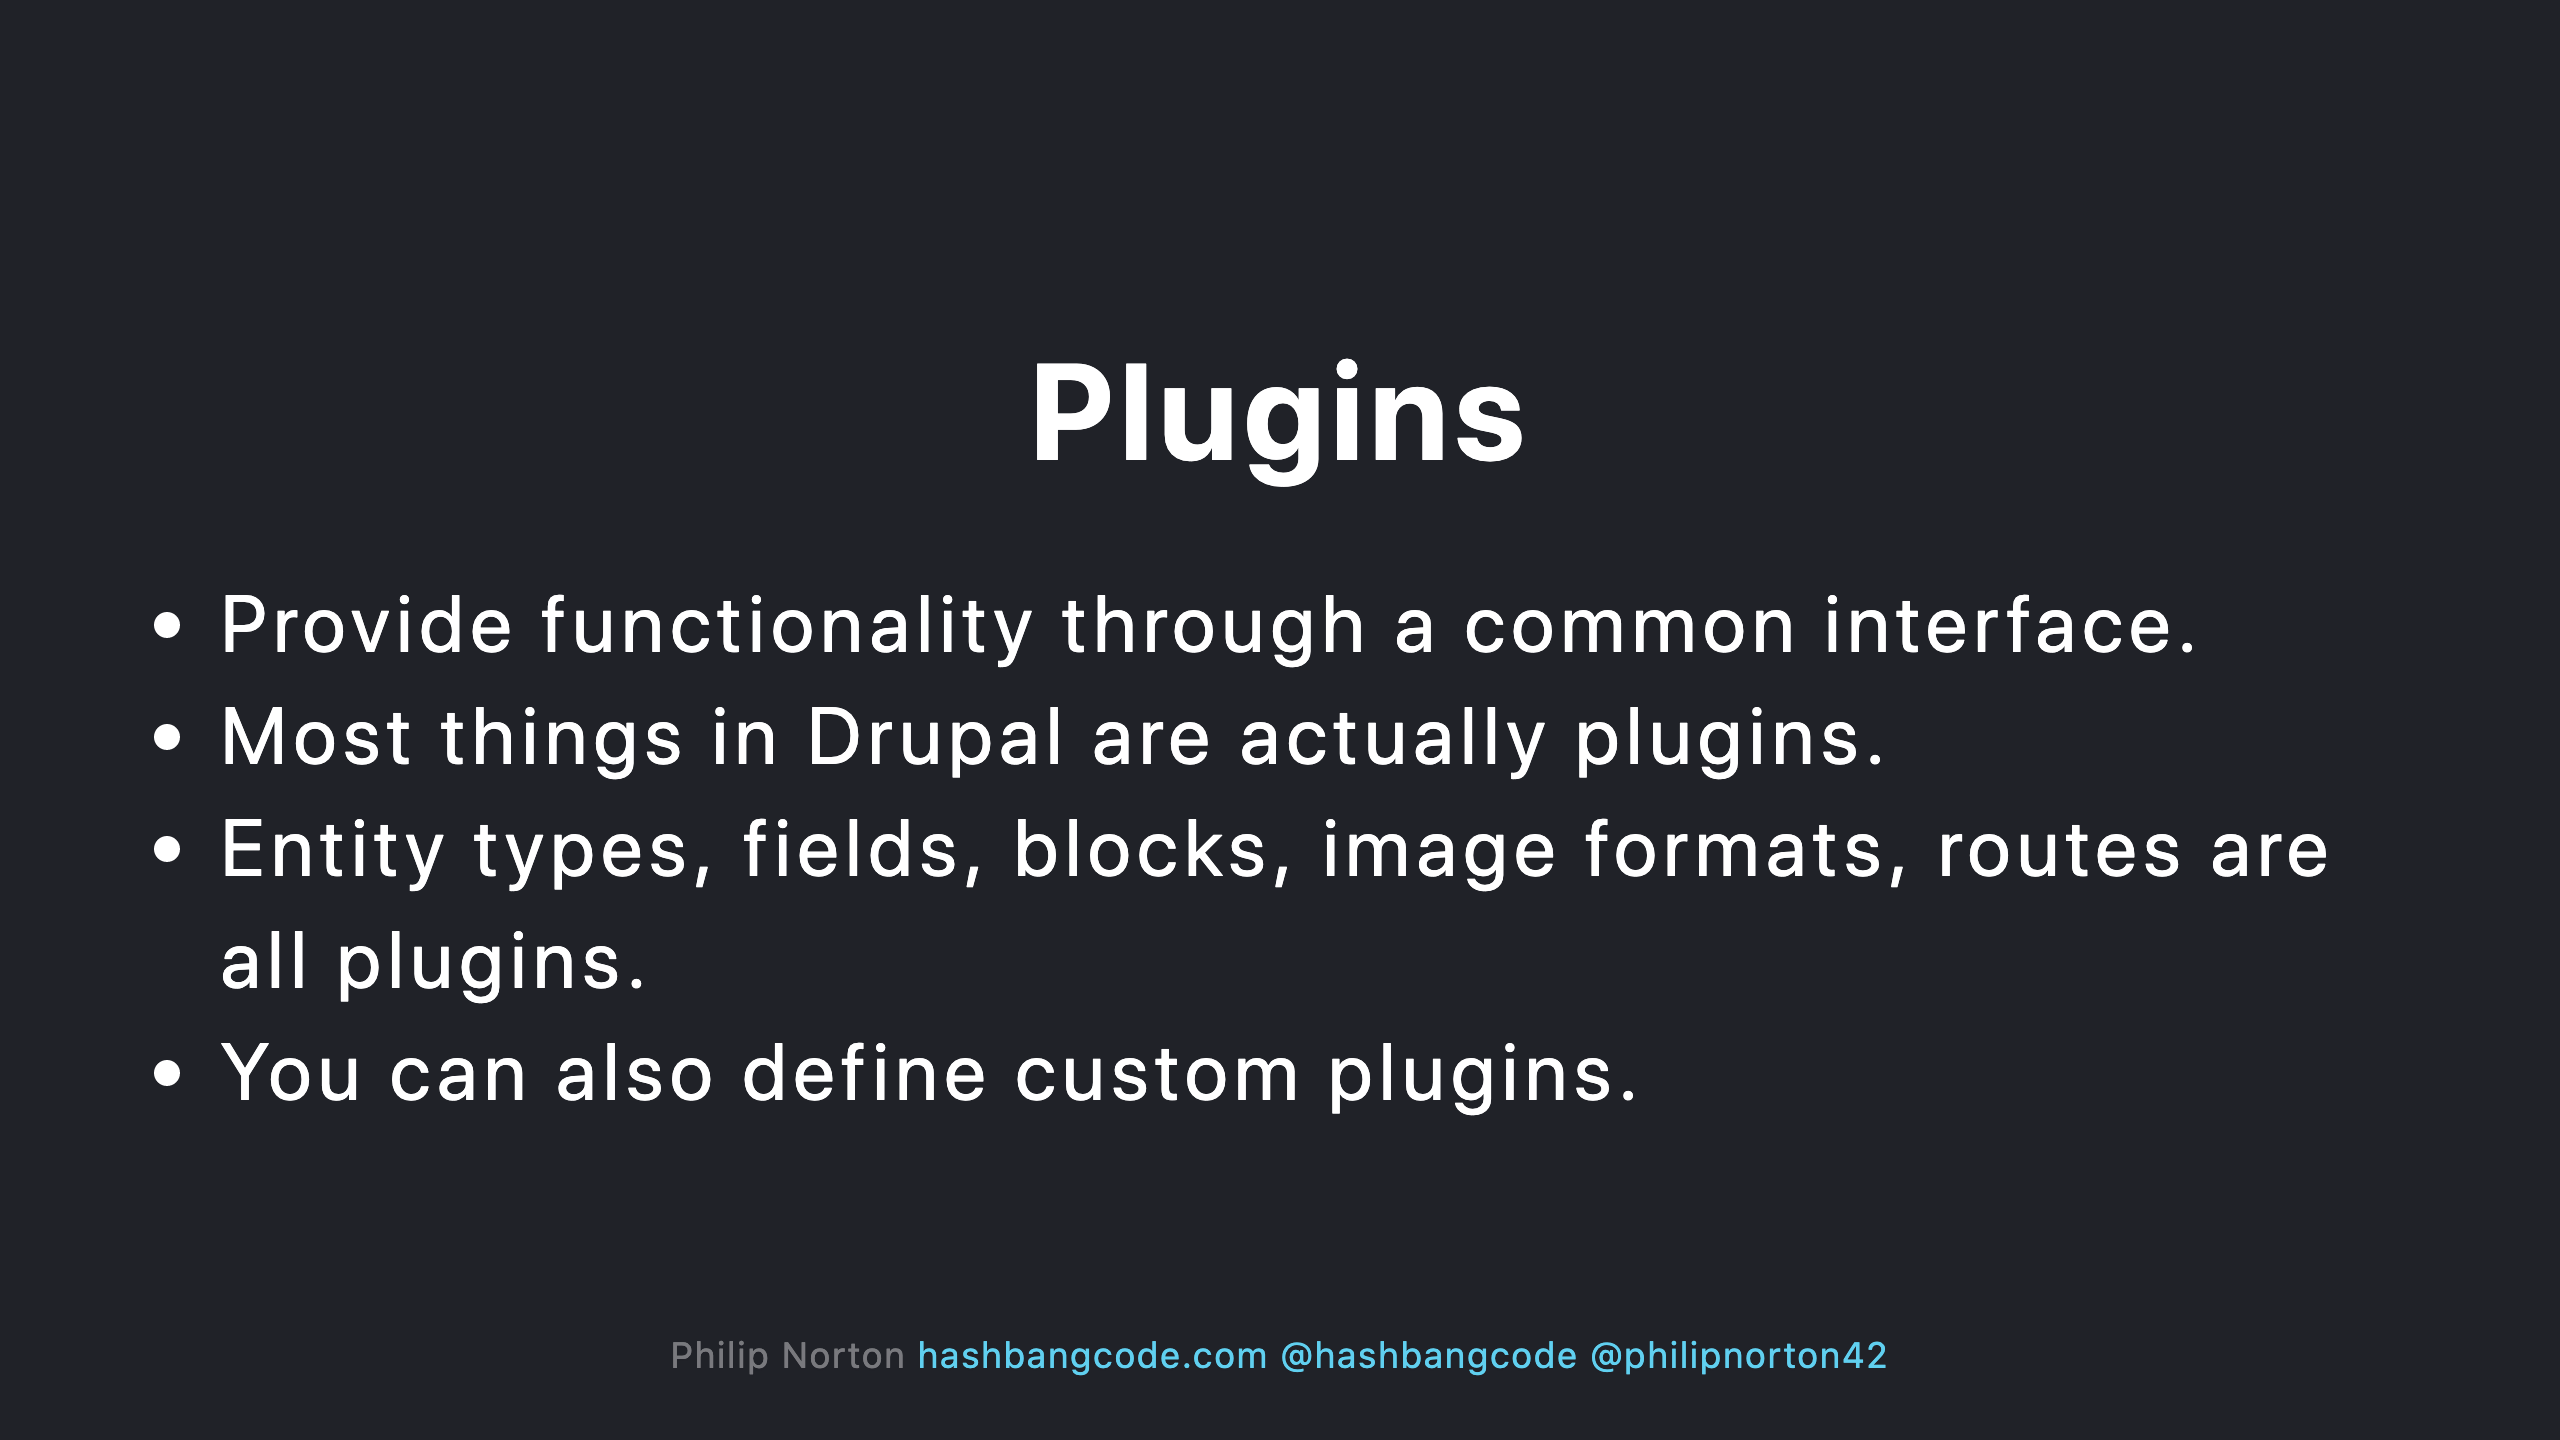 Plugins
• Provide functionality through a common interface.
• Most things in Drupal are actually plugins.
• Entity types, fields, blocks, image formats, routes are
all plugins.
• You can also define custom plugins.
Philip Norton hashbangcode.com @hashbangcode @philipnorton42